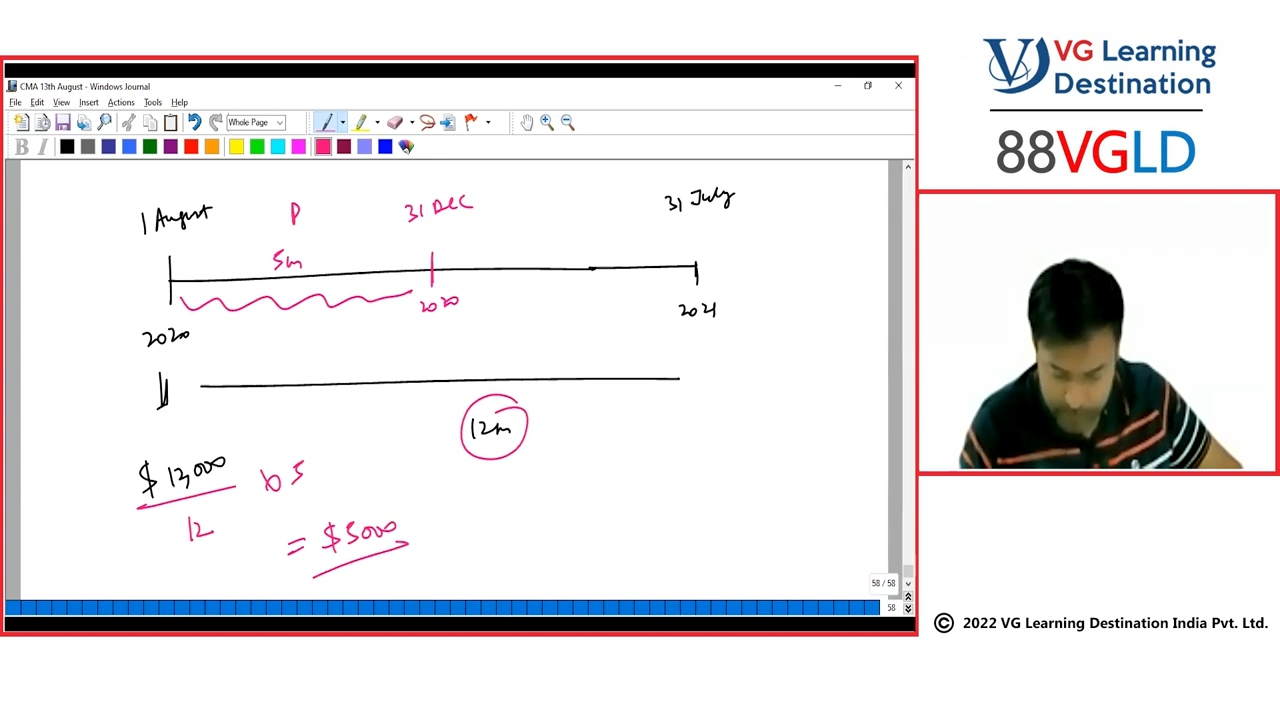 CMA 13th August - Windows Journal
File Edit View Insert Actions Tools Help
Whole Page
B I
1 August P 31 Dec 31 July
5m
2020 2020 2021
12m
$ 12,000 5
12
= $5000
58 / 58
58
VG Learning
Destination
88VGLD
© 2022 VG Learning Destination India Pvt. Ltd.